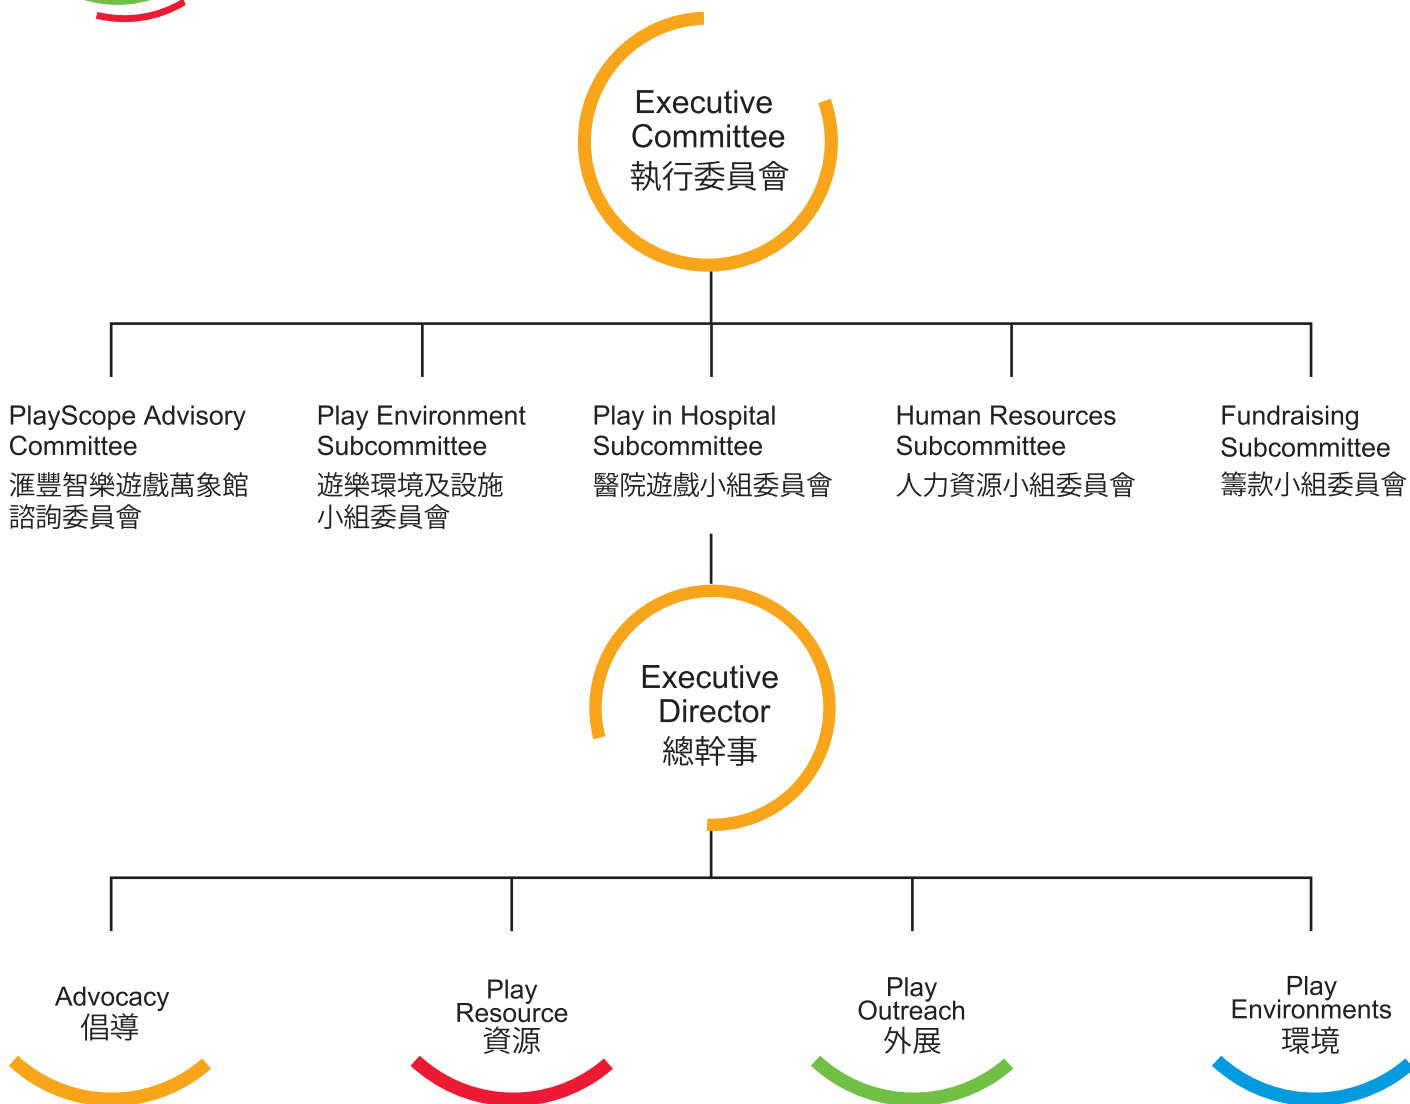 Executive
Committee
執行委員會
PlayScope Advisory
Committee
滙豐智樂遊戲萬象館
諮詢委員會
Play Environment
Subcommittee
遊樂環境及設施
小組委員會
Play in Hospital
Subcommittee
醫院遊戲小組委員會
Human Resources
Subcommittee
人力資源小組委員會
Fundraising
Subcommittee
籌款小組委員會
Executive
Director
總幹事
Advocacy
倡導
Play
Resource
資源
Play
Outreach
外展
Play
Environments
環境